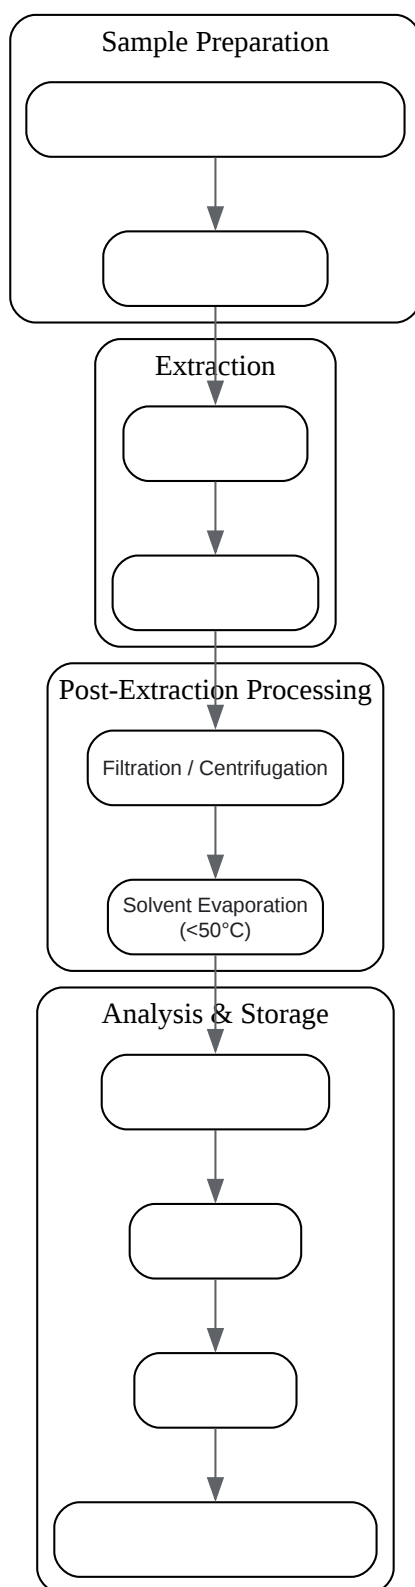 Sample Preparation
Extraction
Post-Extraction Processing
Filtration / Centrifugation
Solvent Evaporation
(<50°C)
Analysis & Storage